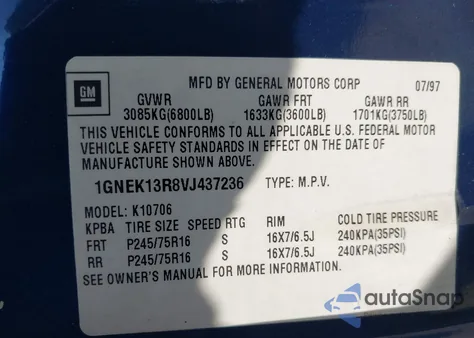 GM
MFD BY GENERAL MOTORS CORP 07/97
GVWR GAWR FRT GAWR RR
3085KG(6800LB) 1633KG(3600LB) 1701KG(3750LB)
THIS VEHICLE CONFORMS TO ALL APPLICABLE U.S. FEDERAL MOTOR
VEHICLE SAFETY STANDARDS IN EFFECT ON THE DATE OF
MANUFACTURE SHOWN ABOVE.
1GNEK13R8VJ437236 TYPE: M.P.V.
MODEL: K10706
KPBA TIRE SIZE SPEED RTG RIM COLD TIRE PRESSURE
FRT P245/75R16 S 16X7/6.5J 240KPA(35PSI)
RR P245/75R16 S 16X7/6.5J 240KPA(35PSI)
SEE OWNER'S MANUAL FOR MORE INFORMATION.
autoSnap